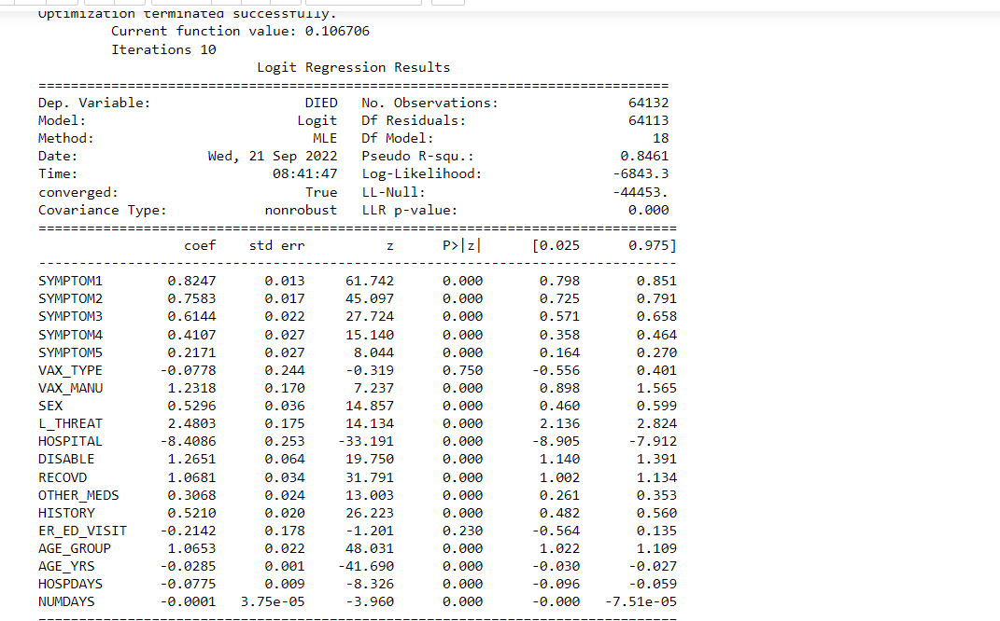 Optimization terminated successfully.
Current function value: 0.106706
Iterations 10
Logit Regression Results
==============================================================================
Dep. Variable: DIED No. Observations: 64132
Model: Logit Df Residuals: 64113
Method: MLE Df Model: 18
Date: Wed, 21 Sep 2022 Pseudo R-squ.: 0.8461
Time: 08:41:47 Log-Likelihood: -6843.3
converged: True LL-Null: -44453.
Covariance Type: nonrobust LLR p-value: 0.000
===============================================================================
coef std err z P>|z| [0.025 0.975]
-------------------------------------------------------------------------------
SYMPTOM1 0.8247 0.013 61.742 0.000 0.798 0.851
SYMPTOM2 0.7583 0.017 45.097 0.000 0.725 0.791
SYMPTOM3 0.6144 0.022 27.724 0.000 0.571 0.658
SYMPTOM4 0.4107 0.027 15.140 0.000 0.358 0.464
SYMPTOM5 0.2171 0.027 8.044 0.000 0.164 0.270
VAX_TYPE -0.0778 0.244 -0.319 0.750 -0.556 0.401
VAX_MANU 1.2318 0.170 7.237 0.000 0.898 1.565
SEX 0.5296 0.036 14.857 0.000 0.460 0.599
L_THREAT 2.4803 0.175 14.134 0.000 2.136 2.824
HOSPITAL -8.4086 0.253 -33.191 0.000 -8.905 -7.912
DISABLE 1.2651 0.064 19.750 0.000 1.140 1.391
RECOVD 1.0681 0.034 31.791 0.000 1.002 1.134
OTHER_MEDS 0.3068 0.024 13.003 0.000 0.261 0.353
HISTORY 0.5210 0.020 26.223 0.000 0.482 0.560
ER_ED_VISIT -0.2142 0.178 -1.201 0.230 -0.564 0.135
AGE_GROUP 1.0653 0.022 48.031 0.000 1.022 1.109
AGE_YRS -0.0285 0.001 -41.690 0.000 -0.030 -0.027
HOSPDAYS -0.0775 0.009 -8.326 0.000 -0.096 -0.059
NUMDAYS -0.0001 3.75e-05 -3.960 0.000 -0.000 -7.51e-05